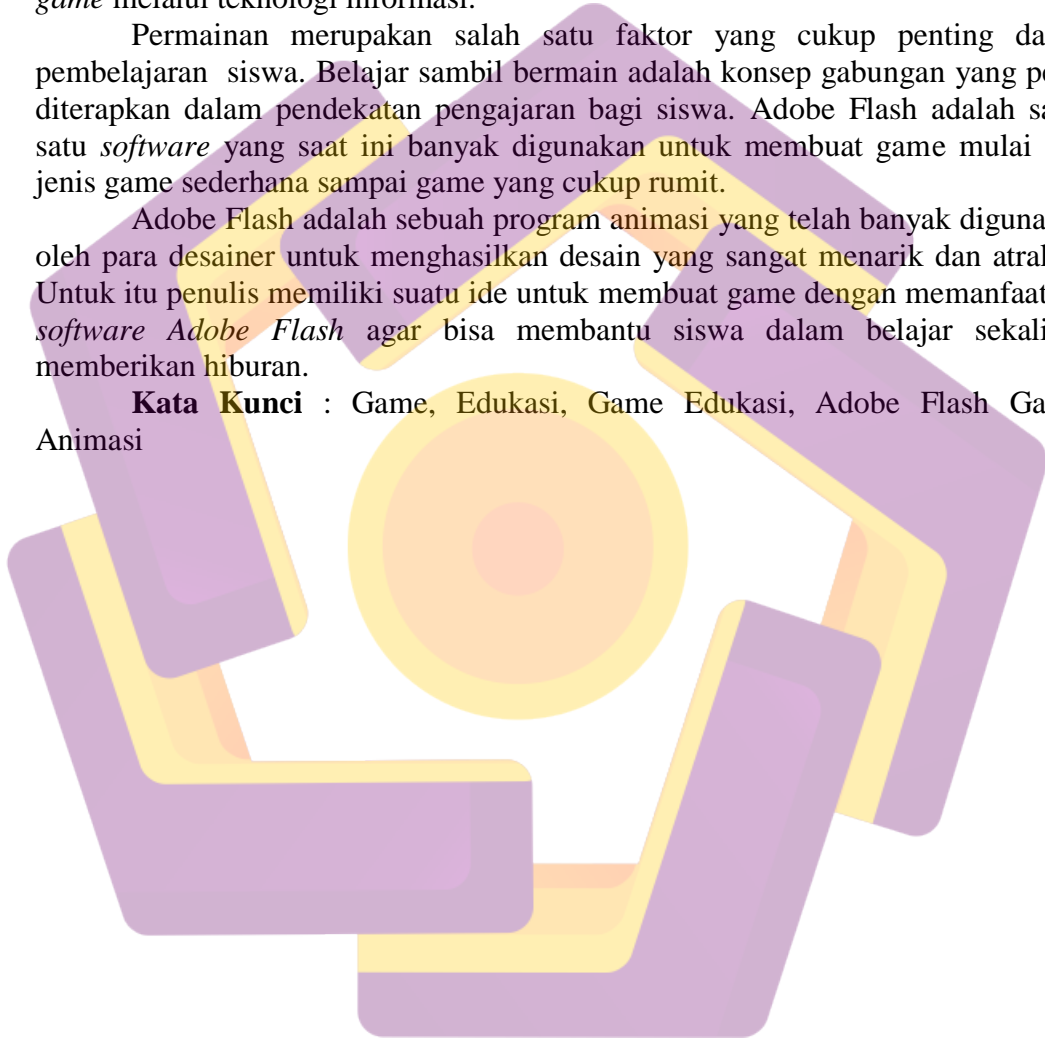 game melalui teknologi informasi.
Permainan merupakan salah satu faktor yang cukup penting da
pembelajaran siswa. Belajar sambil bermain adalah konsep gabungan yang pe
diterapkan dalam pendekatan pengajaran bagi siswa. Adobe Flash adalah sa
satu software yang saat ini banyak digunakan untuk membuat game mulai
jenis game sederhana sampai game yang cukup rumit.
Adobe Flash adalah sebuah program animasi yang telah banyak diguna
oleh para desainer untuk menghasilkan desain yang sangat menarik dan atrak
Untuk itu penulis memiliki suatu ide untuk membuat game dengan memanfaat
software Adobe Flash agar bisa membantu siswa dalam belajar sekali
memberikan hiburan.
Kata Kunci : Game, Edukasi, Game Edukasi, Adobe Flash Ga
Animasi